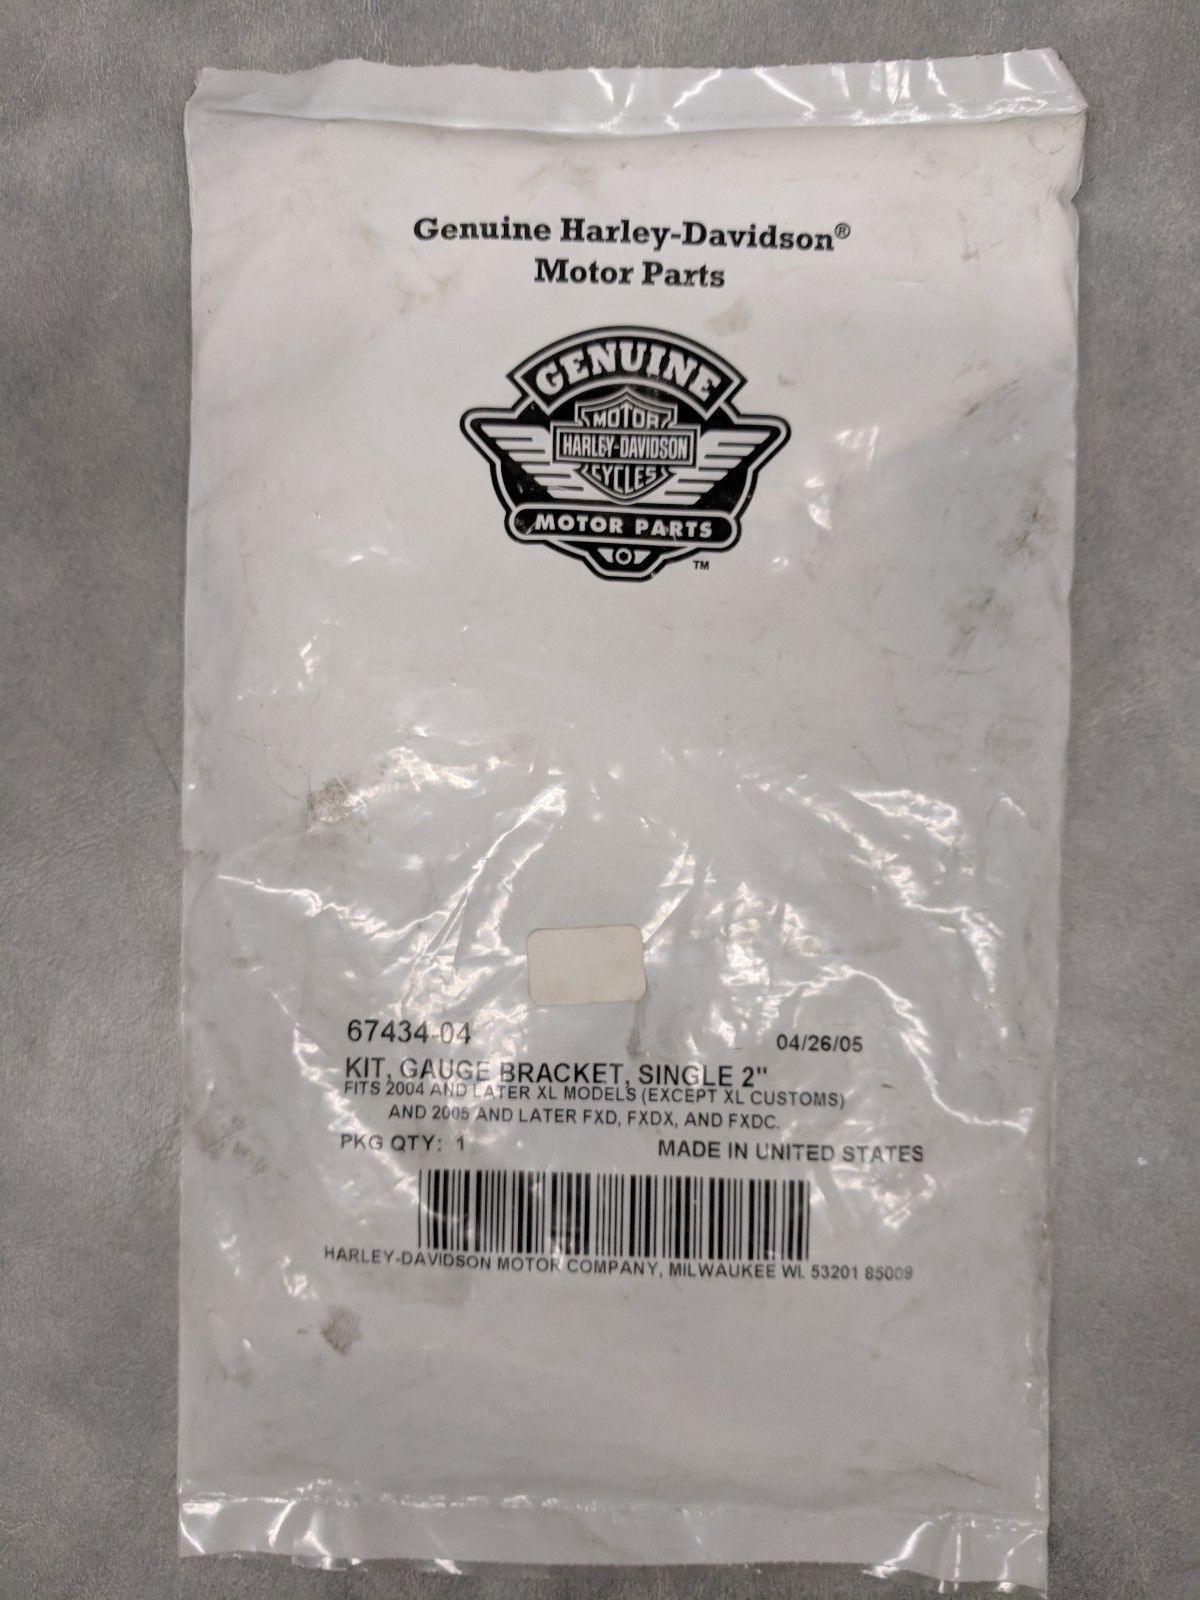 Genuine Harley-Davidson®
Motor Parts
GENUINE
MOTOR
HARLEY-DAVIDSON
CYCLES
MOTOR PARTS
TM
67434-04
04/26/05
KIT, GAUGE BRACKET, SINGLE 2"
FITS 2004 AND LATER XL MODELS (EXCEPT XL CUSTOMS)
AND 2005 AND LATER FXD, FXDX, AND FXDC.
PKG QTY: 1
MADE IN UNITED STATES
HARLEY-DAVIDSON MOTOR COMPANY, MILWAUKEE WI. 53201 85009